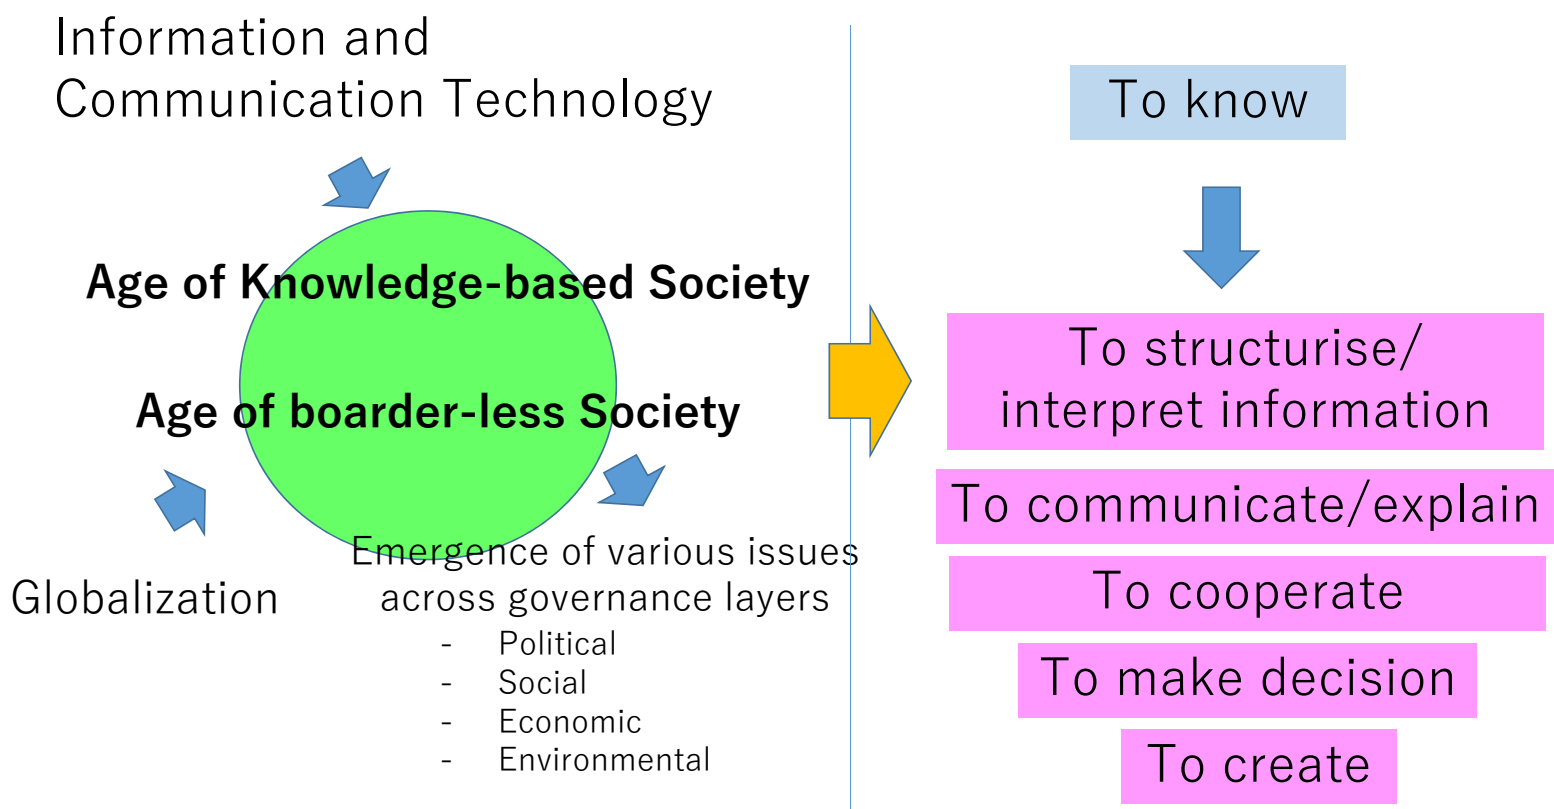 Information and
Communication Technology
Age of Knowledge-based Society
Age of boarder-less Society
Globalization
Emergence of various issues
across governance layers
- Political
- Social
- Economic
- Environmental
To know
To structurise/
interpret information
To communicate/explain
To cooperate
To make decision
To create